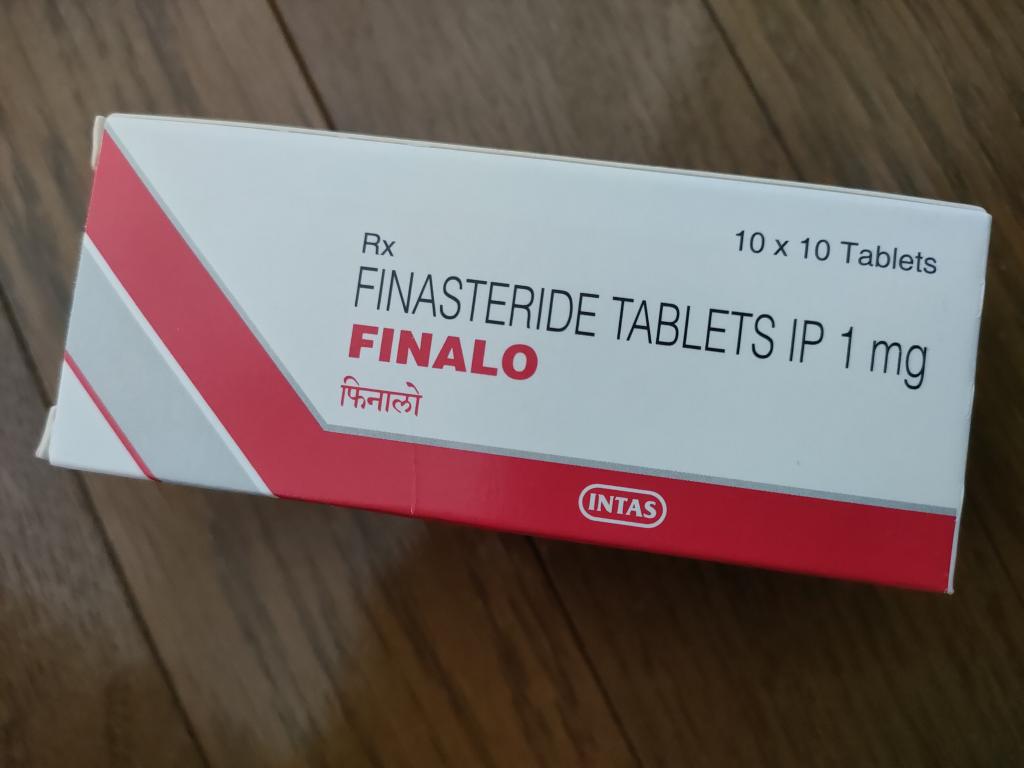 Rx
10 x 10 Tablets
FINASTERIDE TABLETS IP 1 mg
FINALO
फिनालो
INTAS